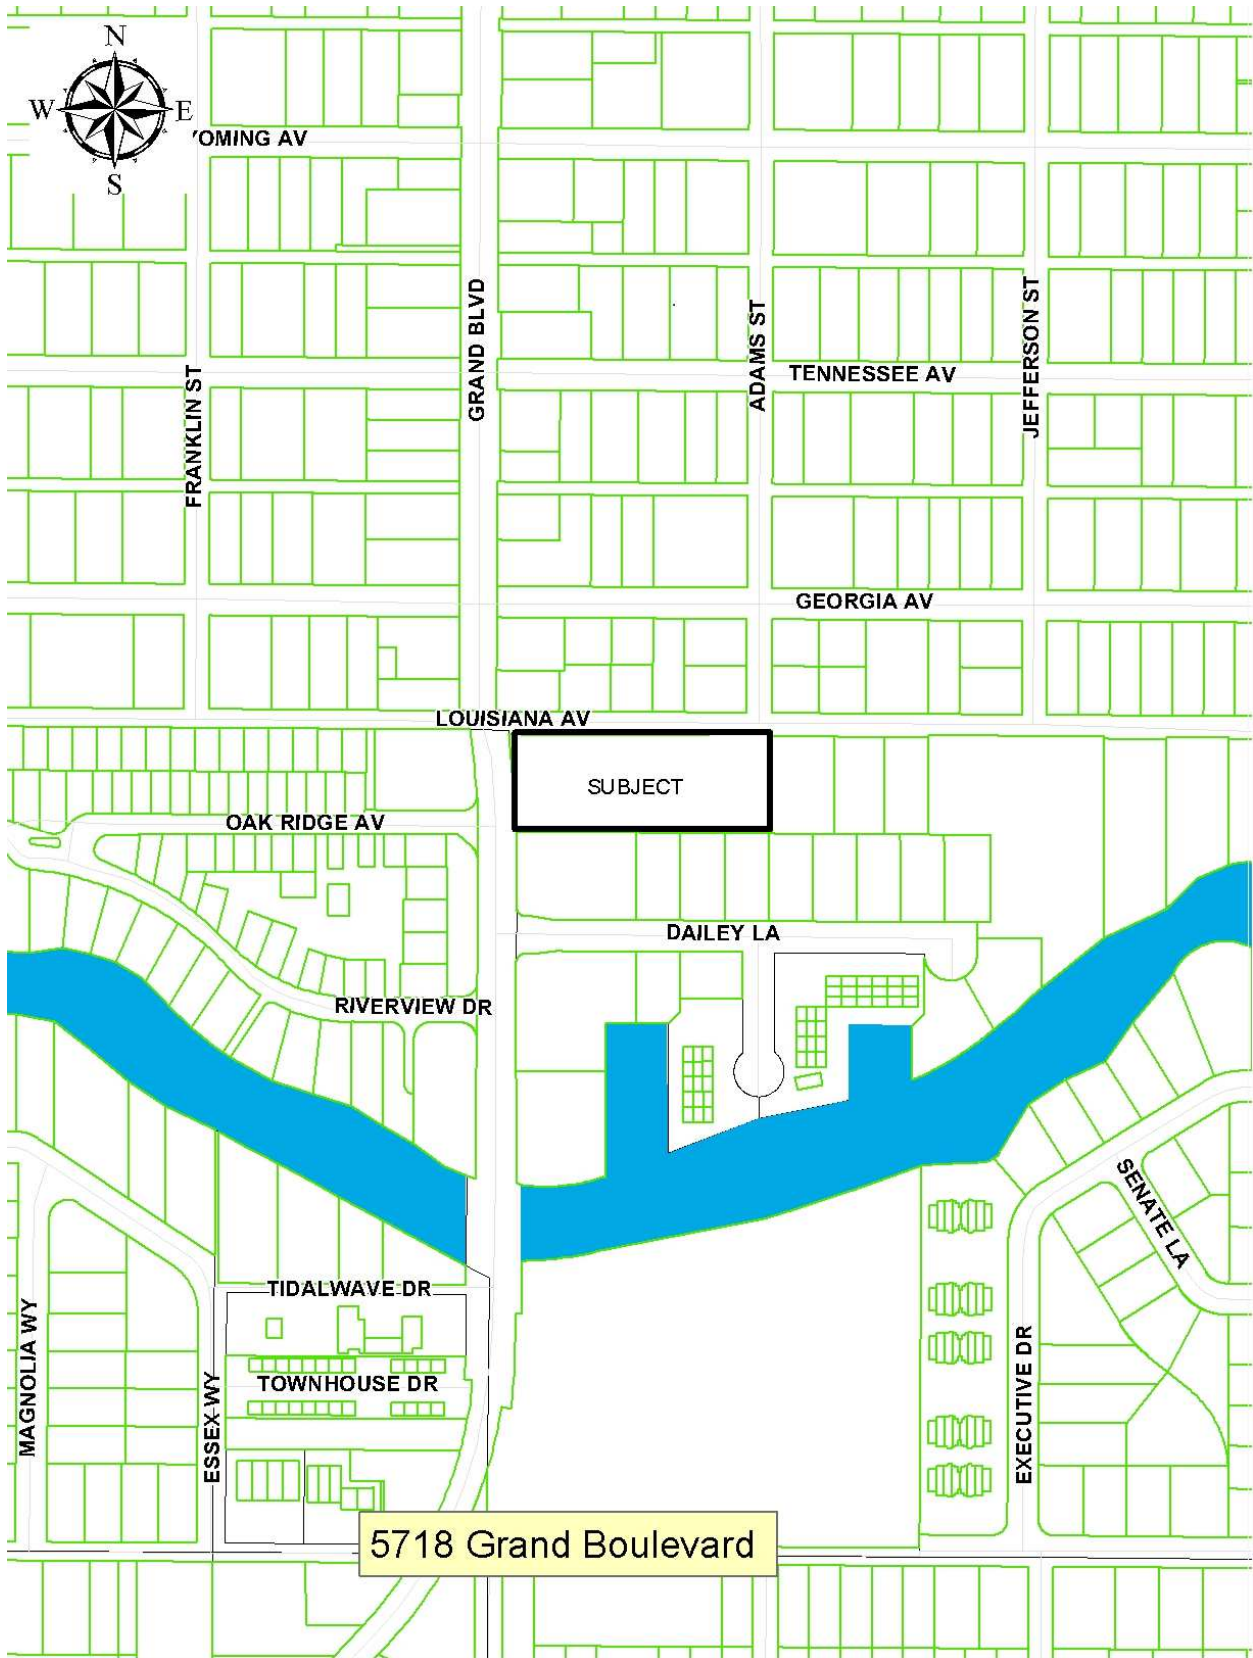 N
W E
S
'OMING AV
GRAND BLVD
ADAMS ST
JEFFERSON ST
FRANKLIN ST
TENNESSEE AV
GEORGIA AV
LOUISIANA AV
SUBJECT
OAK RIDGE AV
DAILEY LA
RIVERVIEW DR
SENATE LA
TIDALWAVE DR
MAGNOLIA WY
ESSEX WY
TOWNHOUSE DR
EXECUTIVE DR
5718 Grand Boulevard